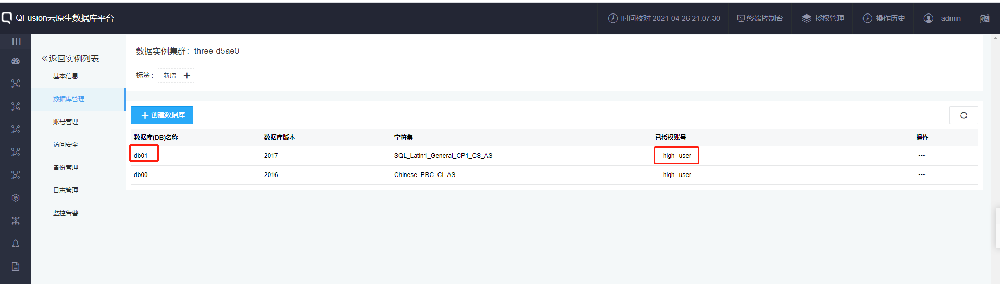 QFusion云原生数据库平台
时间校对 2021-04-26 21:07:30
终端控制台
授权管理
操作历史
admin
返回实例列表
基本信息
数据库管理
账号管理
访问安全
备份管理
日志管理
监控告警
数据实例集群：three-d5ae0
标签： 新增
创建数据库
数据库(DB)名称 数据库版本 字符集 已授权账号 操作
db01 2017 SQL_Latin1_General_CP1_CS_AS high--user •••
db00 2016 Chinese_PRC_CI_AS high--user •••